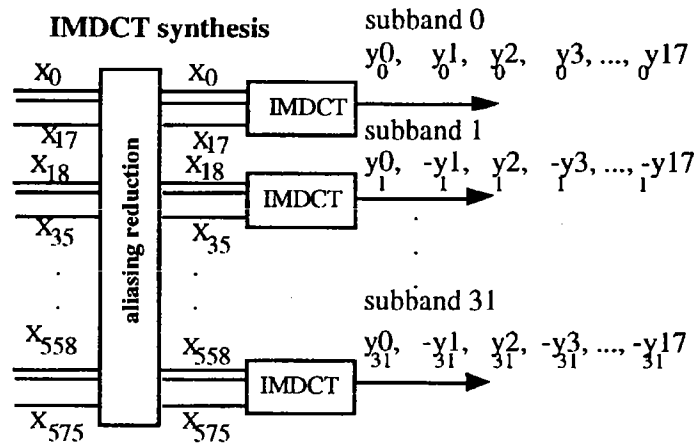 IMDCT synthesis
subband 0
y0, y1, y2, y3, ..., y17
0 0 0 0 0
X0 X0
IMDCT
X17 X17
subband 1
X18 X18
y0, -y1, y2, -y3, ..., -y17
1 1 1 1 1
IMDCT
X35 X35
aliasing reduction
subband 31
y0, -y1, y2, -y3, ..., -y17
31 31 31 31 31
X558 X558
IMDCT
X575 X575